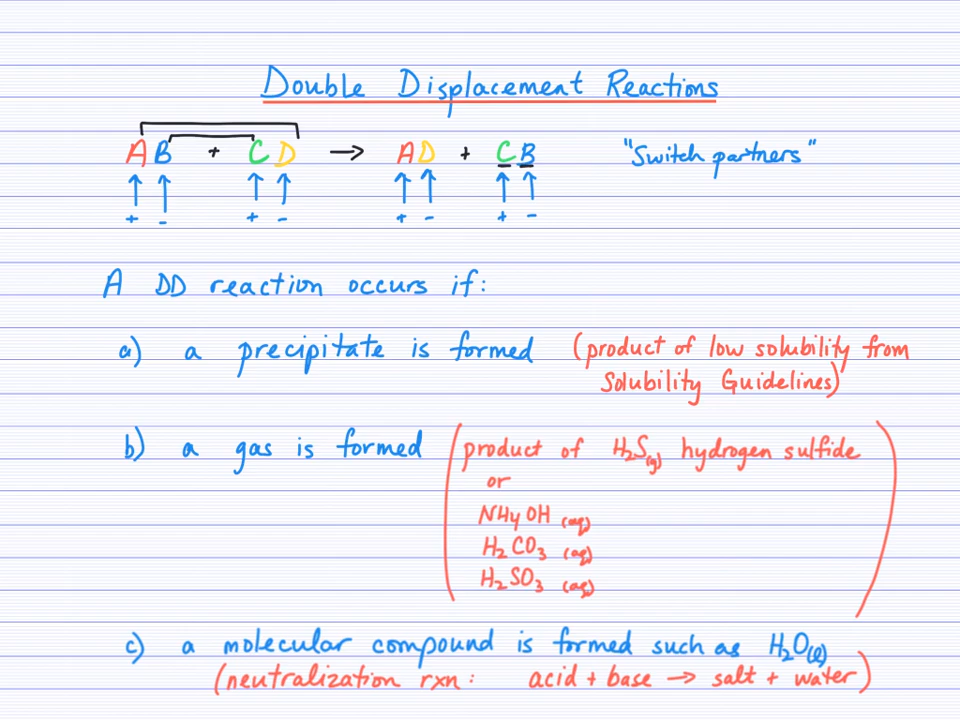 Double Displacement Reactions
AB + CD → AD + CB "Switch partners"
+ - + - + - + -
A DD reaction occurs if:
a) a precipitate is formed (product of low solubility from
Solubility Guidelines)
b) a gas is formed (product of H₂S(g) hydrogen sulfide
or
NH₄OH (aq)
H₂CO₃ (aq)
H₂SO₃ (aq))
c) a molecular compound is formed such as H₂O(l)
(neutralization rxn: acid + base → salt + water)